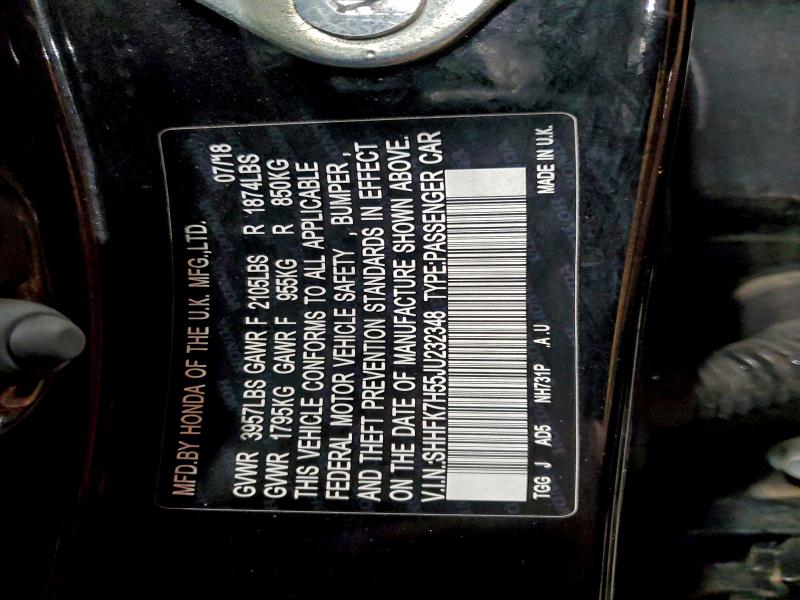 MFD.BY HONDA OF THE U.K. MFG.,LTD. 07/18
GVWR 3957LBS GAWR F 2105LBS R 1874LBS
GVWR 1795KG GAWR F 955KG R 850KG
THIS VEHICLE CONFORMS TO ALL APPLICABLE
FEDERAL MOTOR VEHICLE SAFETY , BUMPER ,
AND THEFT PREVENTION STANDARDS IN EFFECT
ON THE DATE OF MANUFACTURE SHOWN ABOVE.
V.I.N.:SHHFK7H55JU232348 TYPE:PASSENGER CAR
TGG J A05 NH731P .A.U MADE IN U.K.